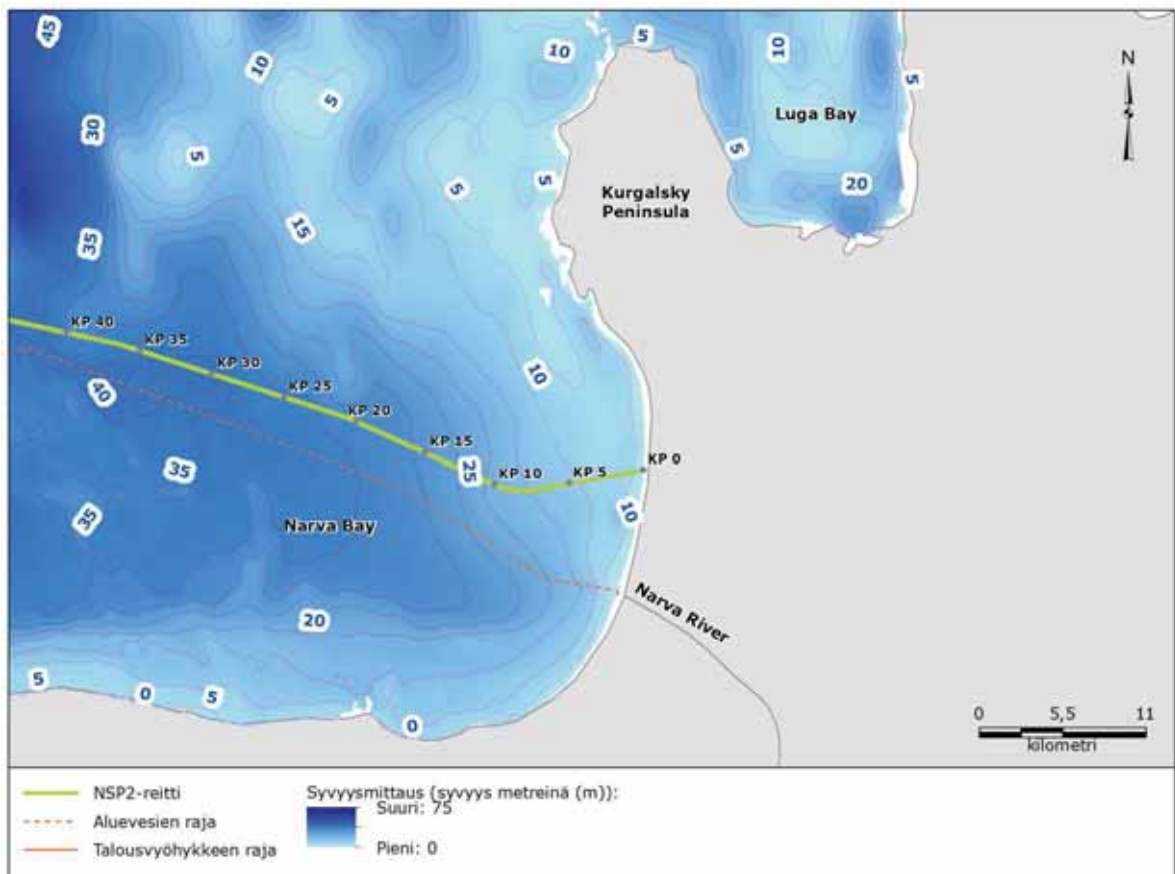 45
10
5
10
5
10
5
N
30
5
5
5
5
Luga Bay
20
Kurgalsky
Peninsula
35
15
KP 40
KP 35
KP 30
KP 25
KP 20
KP 15
KP 10
KP 5
KP 0
10
40
35
25
10
35
Narva Bay
Narva River
20
5
0
5
0
0 5,5 11
kilometri
NSP2-reitti
Aluevesien raja
Talousvyöhykkeen raja
Syvyysmittaus (syvyys metreinä (m)):
Suuri: 75
Pieni: 0